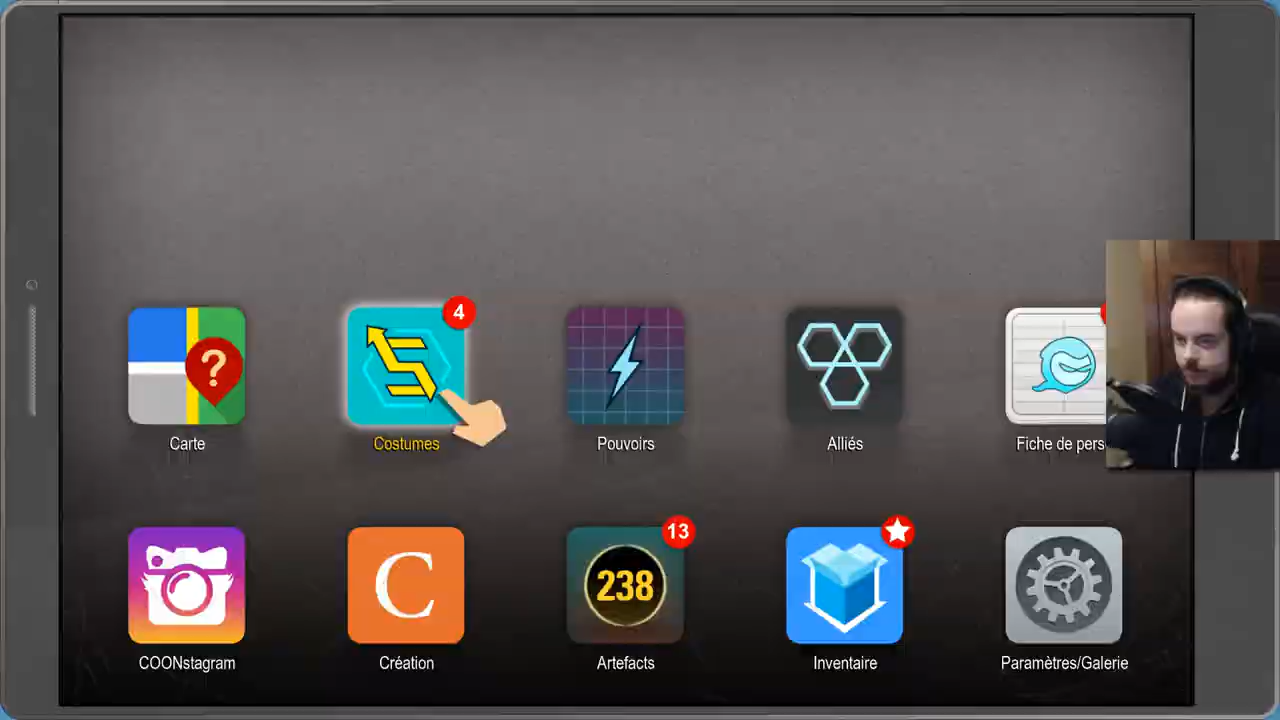 4
?
Carte
Costumes
Pouvoirs
Alliés
Fiche de pers
13
C
238
COONstagram
Création
Artefacts
Inventaire
Paramètres/Galerie